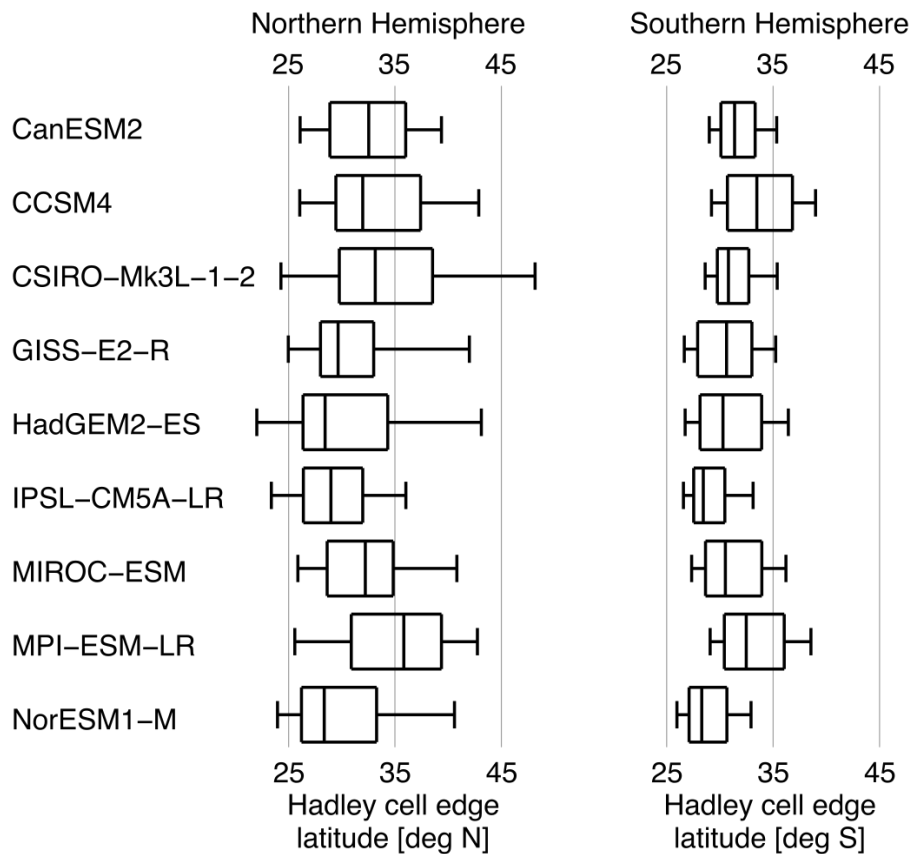 Northern Hemisphere Southern Hemisphere
25 35 45 25 35 45
CanESM2
CCSM4
CSIRO−Mk3L−1−2
GISS−E2−R
HadGEM2−ES
IPSL−CM5A−LR
MIROC−ESM
MPI−ESM−LR
NorESM1−M
25 35 45 25 35 45
Hadley cell edge Hadley cell edge
latitude [deg N] latitude [deg S]